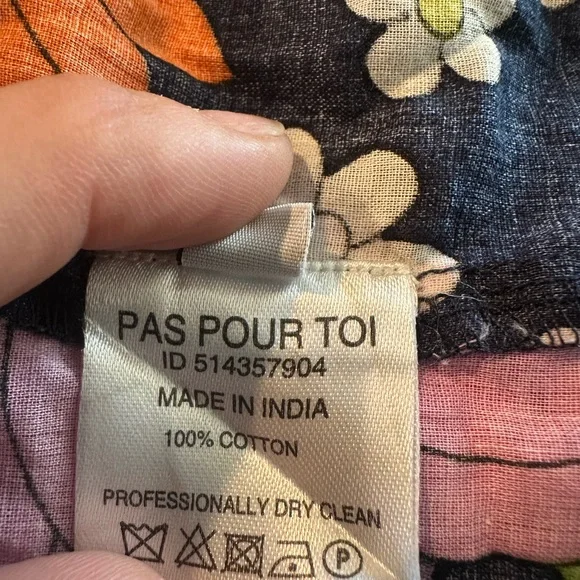 PAS POUR TOI
ID 514357904
MADE IN INDIA
100% COTTON
PROFESSIONALLY DRY CLEAN
P